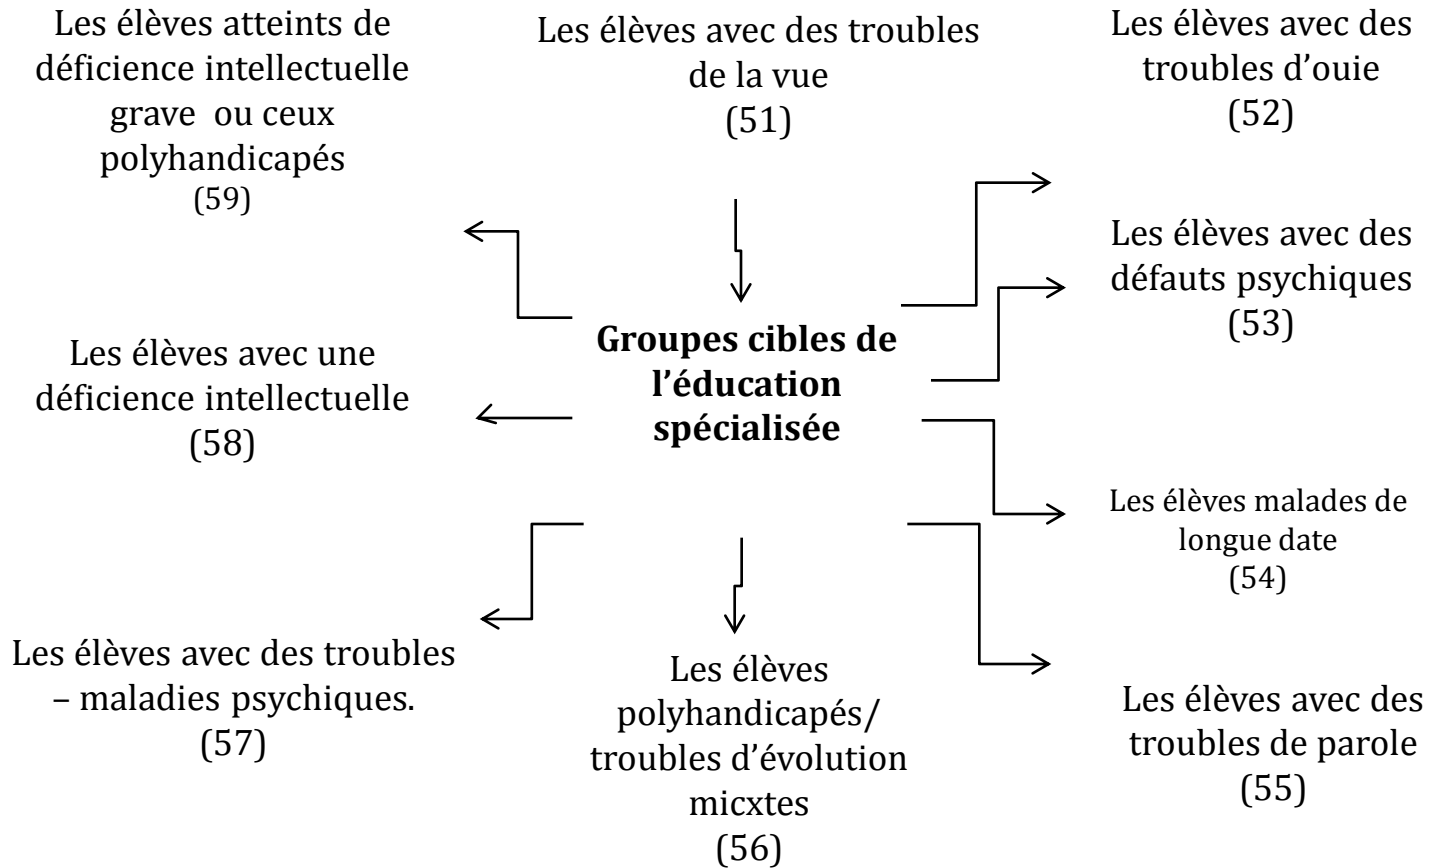 Les élèves atteints de
déficience intellectuelle
grave ou ceux
polyhandicapés
(59)
Les élèves avec des troubles
de la vue
(51)
Les élèves avec des
troubles d’ouie
(52)
Les élèves avec des
défauts psychiques
(53)
Groupes cibles de
l’éducation
spécialisée
Les élèves avec une
déficience intellectuelle
(58)
Les élèves malades de
longue date
(54)
Les élèves avec des troubles
– maladies psychiques.
(57)
Les élèves
polyhandicapés/
troubles d’évolution
micxtes
(56)
Les élèves avec des
troubles de parole
(55)